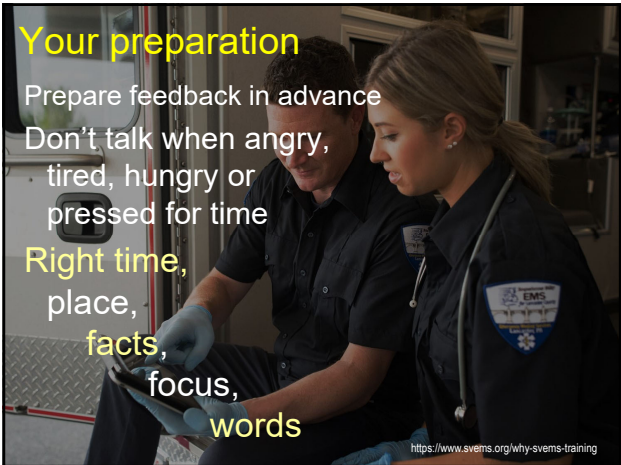 Your preparation
Prepare feedback in advance
Don't talk when angry,
tired, hungry or
pressed for time
Right time,
place,
facts,
focus,
words
EMS
https://www.svems.org/why-svems-training